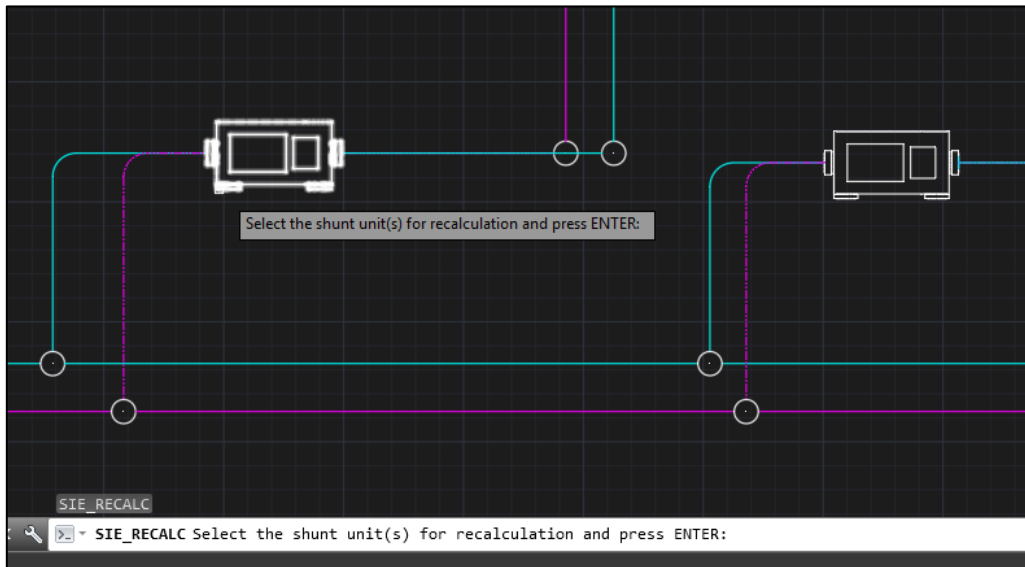 Select the shunt unit(s) for recalculation and press ENTER:
SIE_RECALC
SIE_RECALC Select the shunt unit(s) for recalculation and press ENTER: